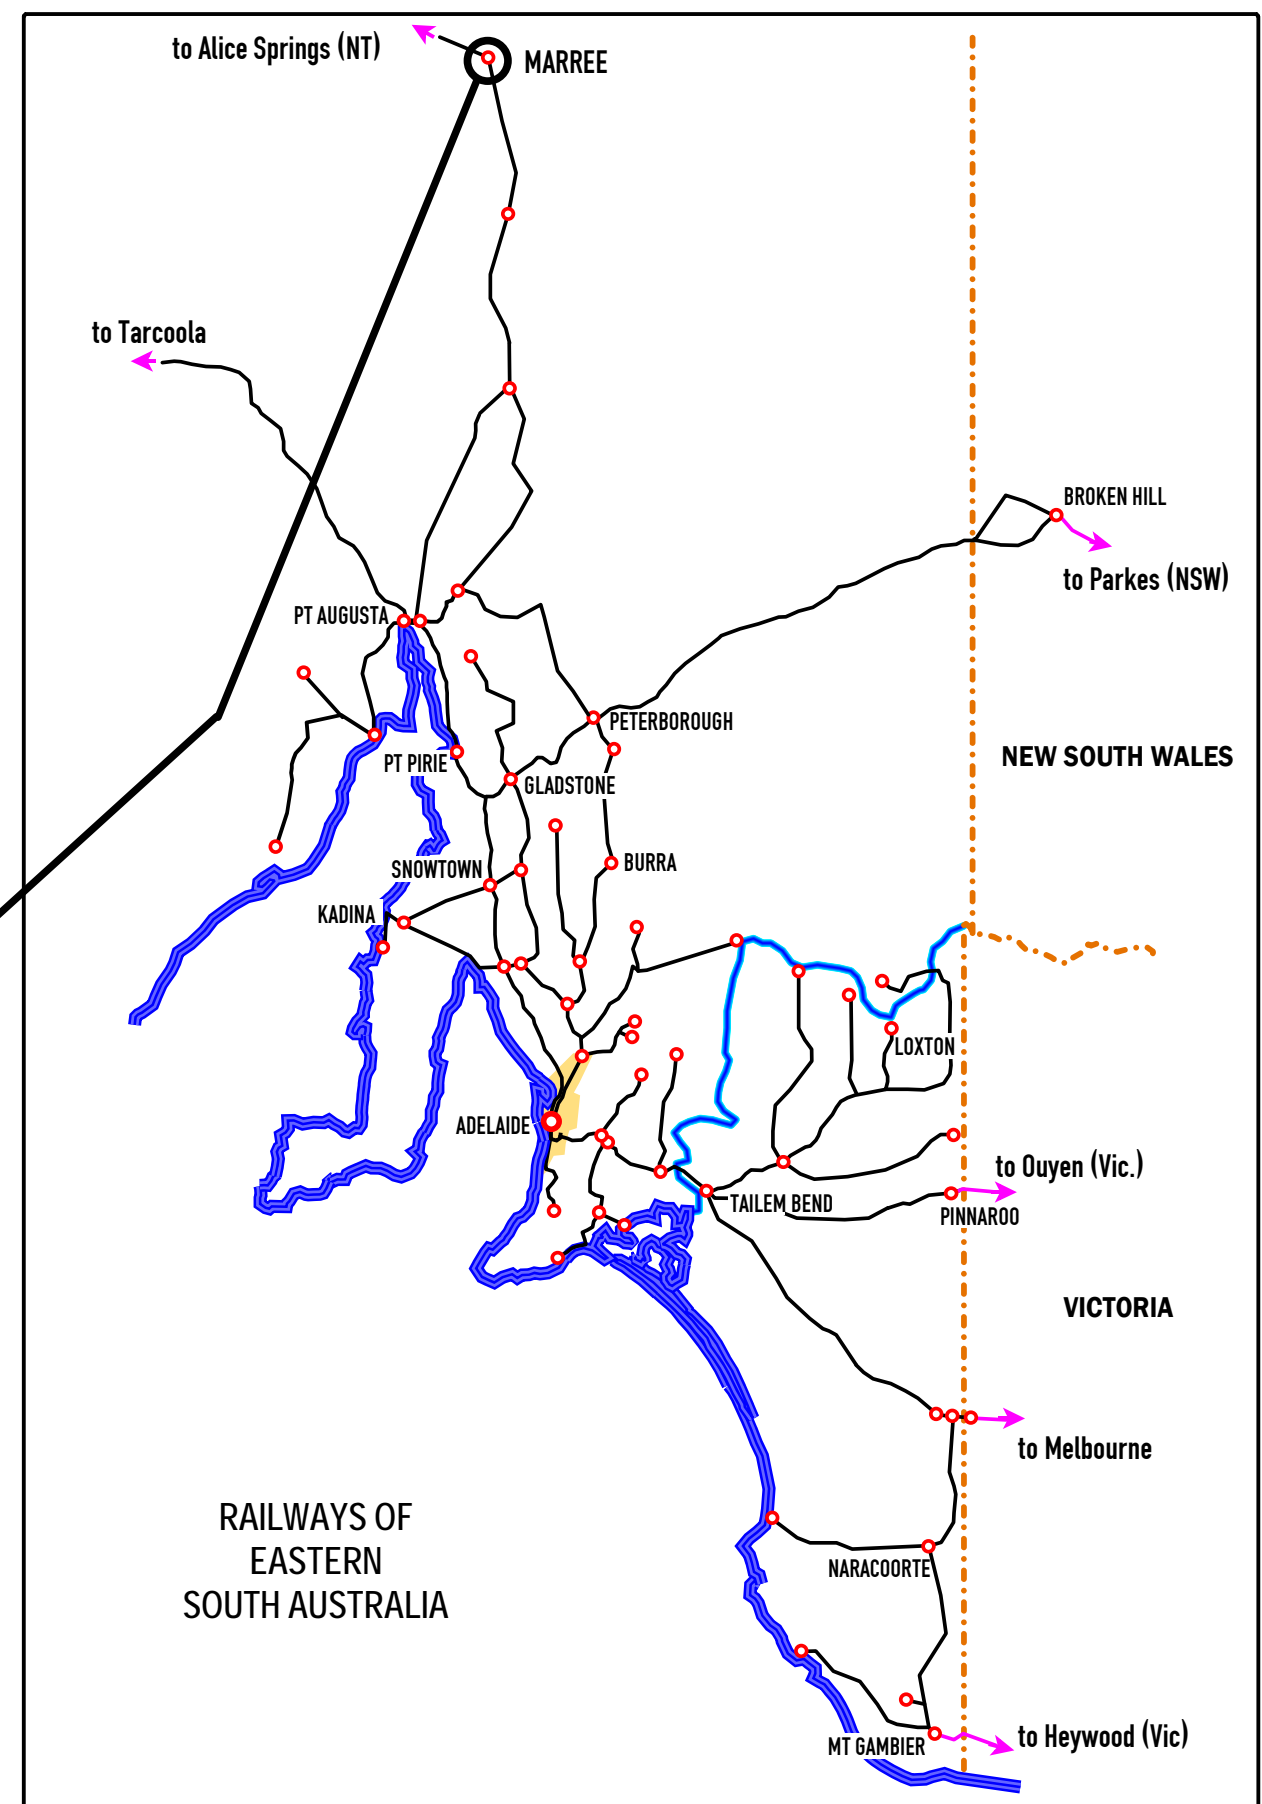 to Alice Springs (NT)
MARREE
to Tarcoola
BROKEN HILL
to Parkes (NSW)
PT AUGUSTA
PETERBOROUGH
NEW SOUTH WALES
PT PIRIE
GLADSTONE
SNOWTOWN
BURRA
KADINA
LOXTON
ADELAIDE
to Ouyen (Vic.)
TAILEM BEND
PINNAROO
VICTORIA
to Melbourne
RAILWAYS OF
EASTERN
SOUTH AUSTRALIA
NARACOORTE
MT GAMBIER
to Heywood (Vic)